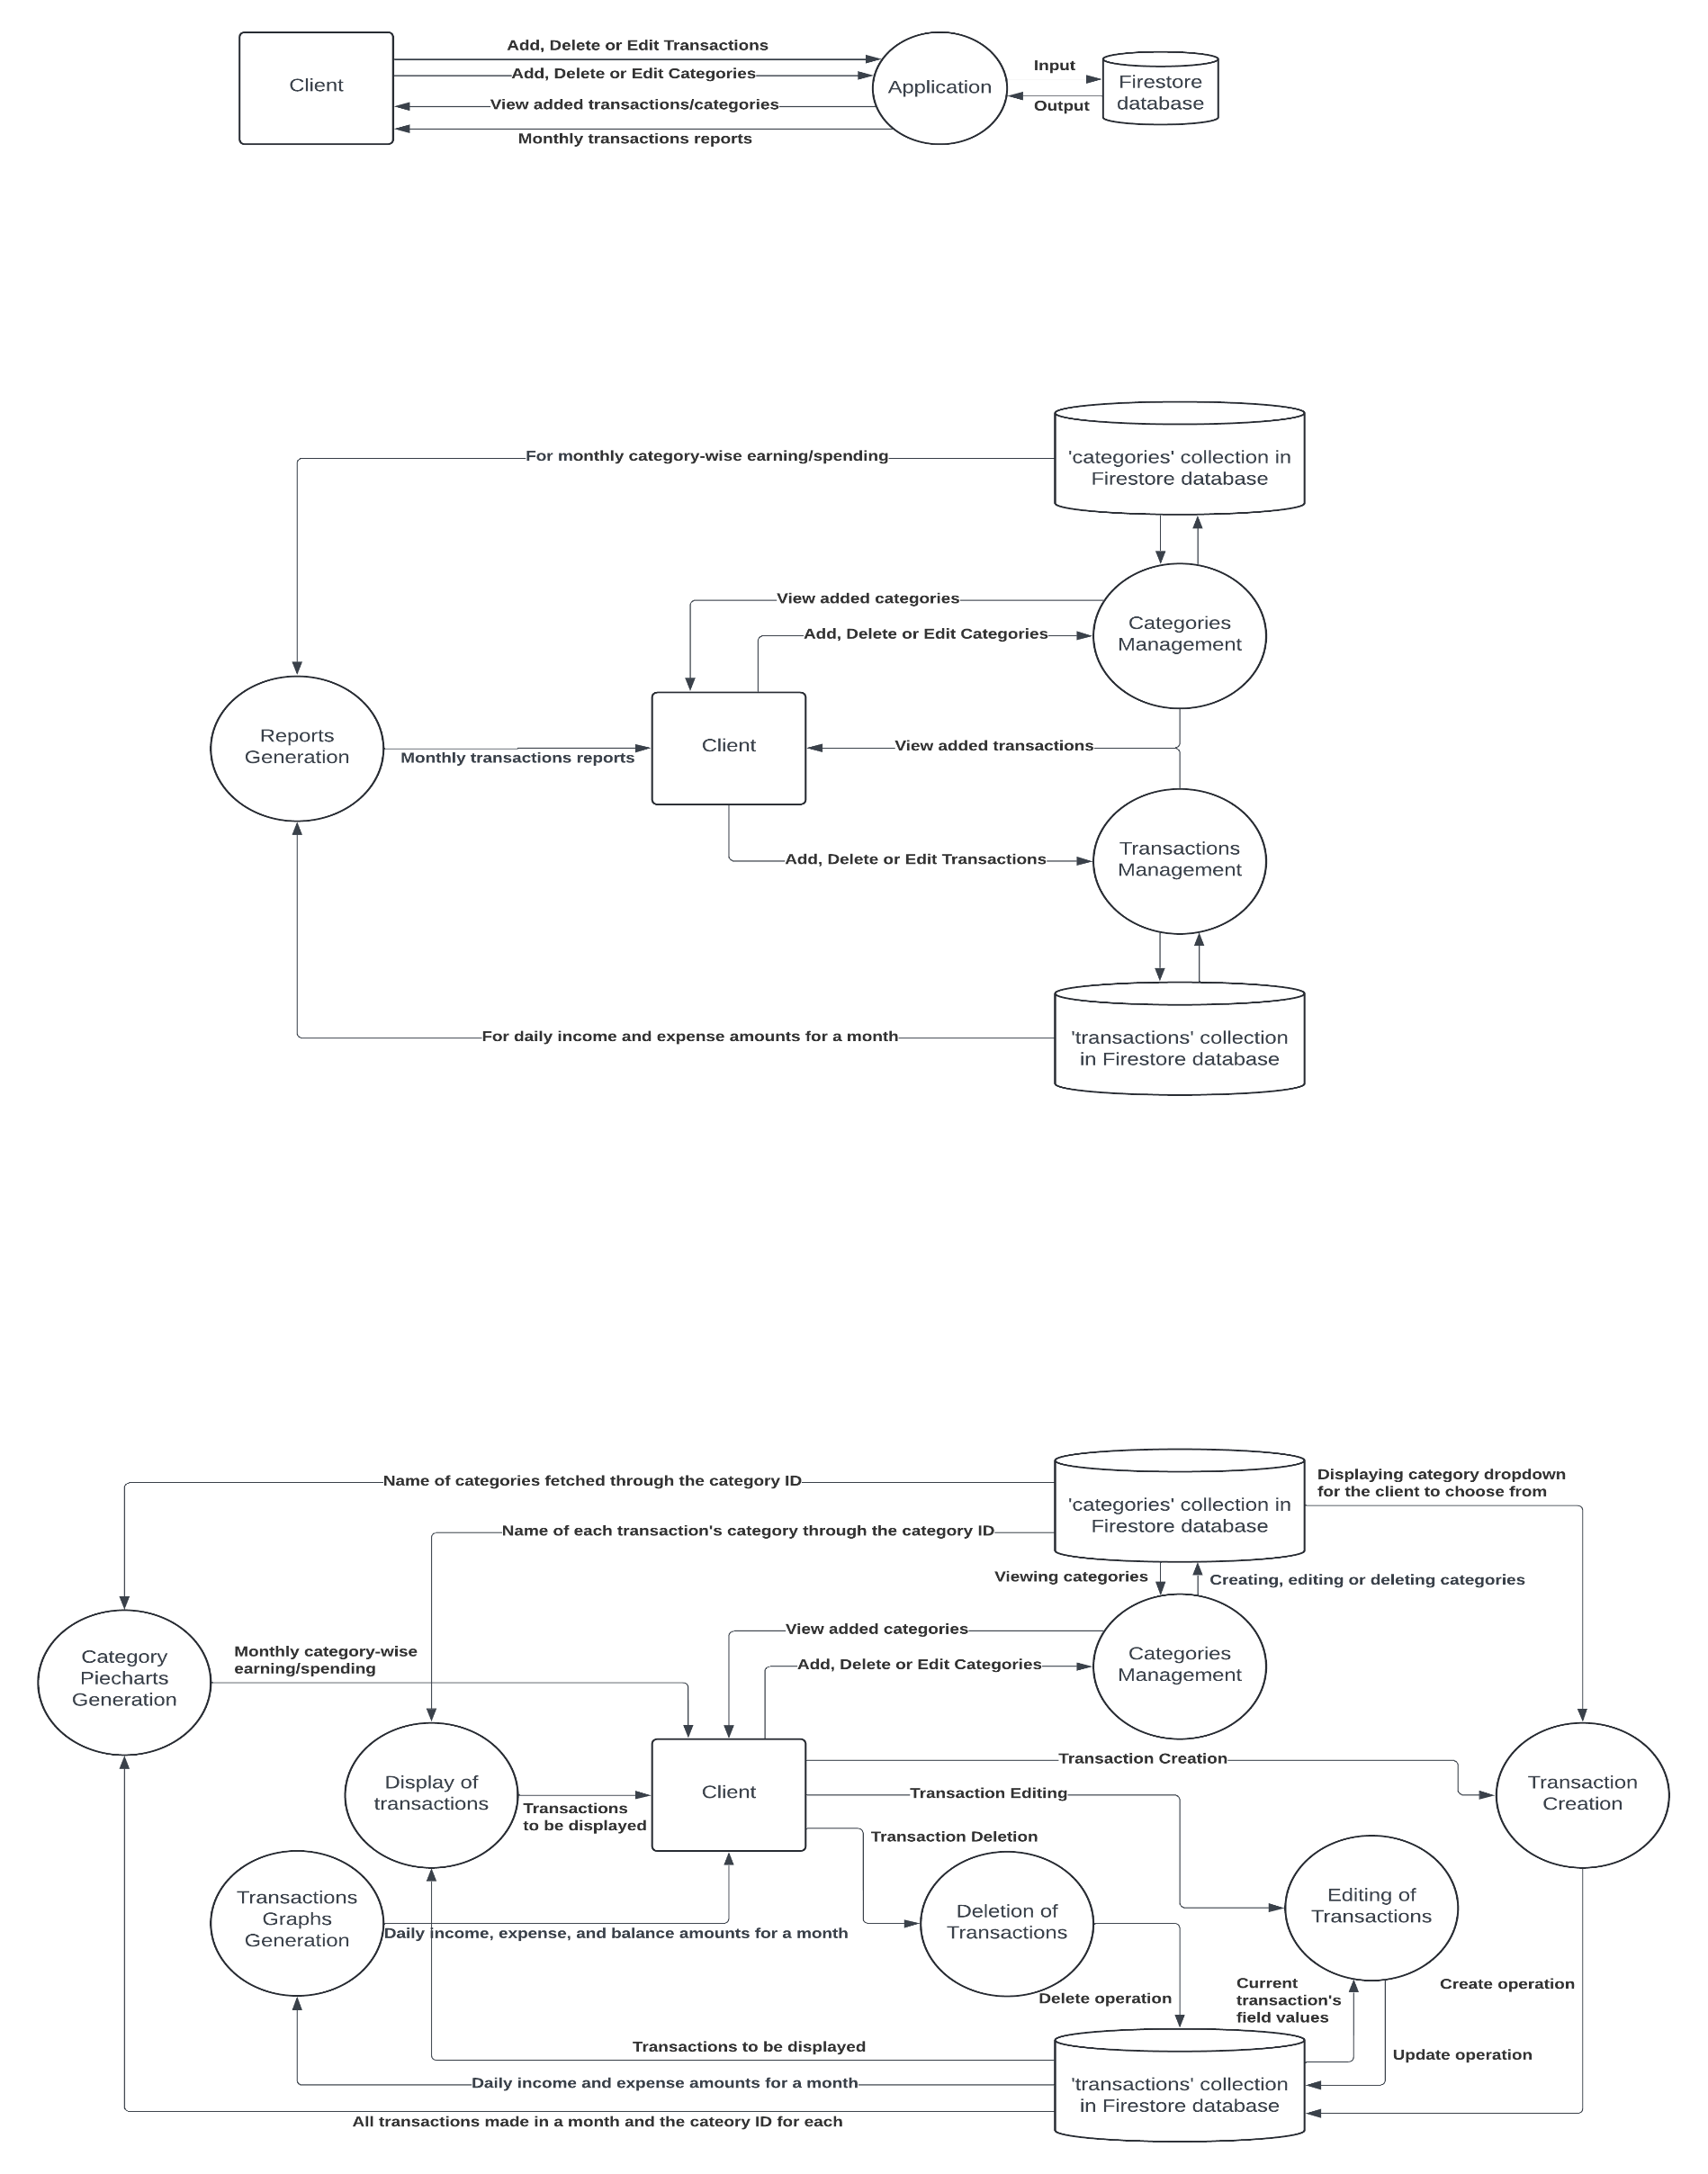 Client
Add, Delete or Edit Transactions
Add, Delete or Edit Categories
View added transactions/categories
Monthly transactions reports
Application
Input
Output
Firestore
database
'categories' collection in
Firestore database
For monthly category-wise earning/spending
View added categories
Add, Delete or Edit Categories
Categories
Management
Reports
Generation
Monthly transactions reports
Client
View added transactions
Transactions
Management
Add, Delete or Edit Transactions
For daily income and expense amounts for a month
'transactions' collection
in Firestore database
Name of categories fetched through the category ID
'categories' collection in
Firestore database
Displaying category dropdown
for the client to choose from
Name of each transaction's category through the category ID
Viewing categories
Creating, editing or deleting categories
View added categories
Add, Delete or Edit Categories
Categories
Management
Category
Piecharts
Generation
Monthly category-wise
earning/spending
Display of
transactions
Transactions
to be displayed
Client
Transaction Creation
Transaction Editing
Transaction Deletion
Transaction
Creation
Transactions
Graphs
Generation
Daily income, expense, and balance amounts for a month
Deletion of
Transactions
Editing of
Transactions
Delete operation
Current
transaction's
field values
Create operation
Update operation
Transactions to be displayed
Daily income and expense amounts for a month
All transactions made in a month and the cateory ID for each
'transactions' collection
in Firestore database